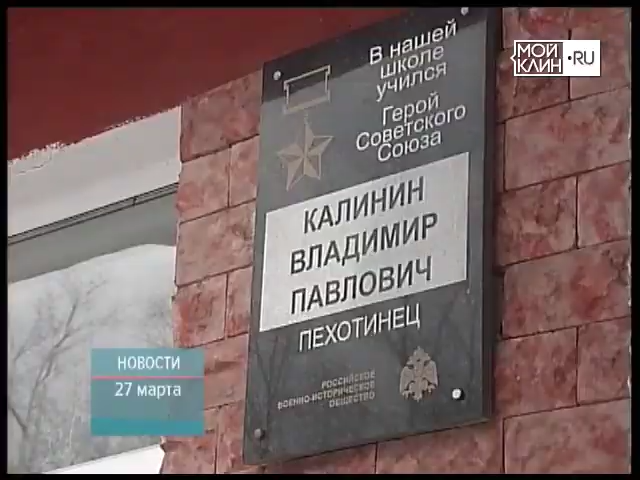 МОЙ
КЛИН.RU
В нашей
школе
учился
Герой
Советского
Союза
КАЛИНИН
ВЛАДИМИР
ПАВЛОВИЧ
ПЕХОТИНЕЦ
РОССИЙСКОЕ
ВОЕННО-ИСТОРИЧЕСКОЕ
ОБЩЕСТВО
НОВОСТИ
27 марта